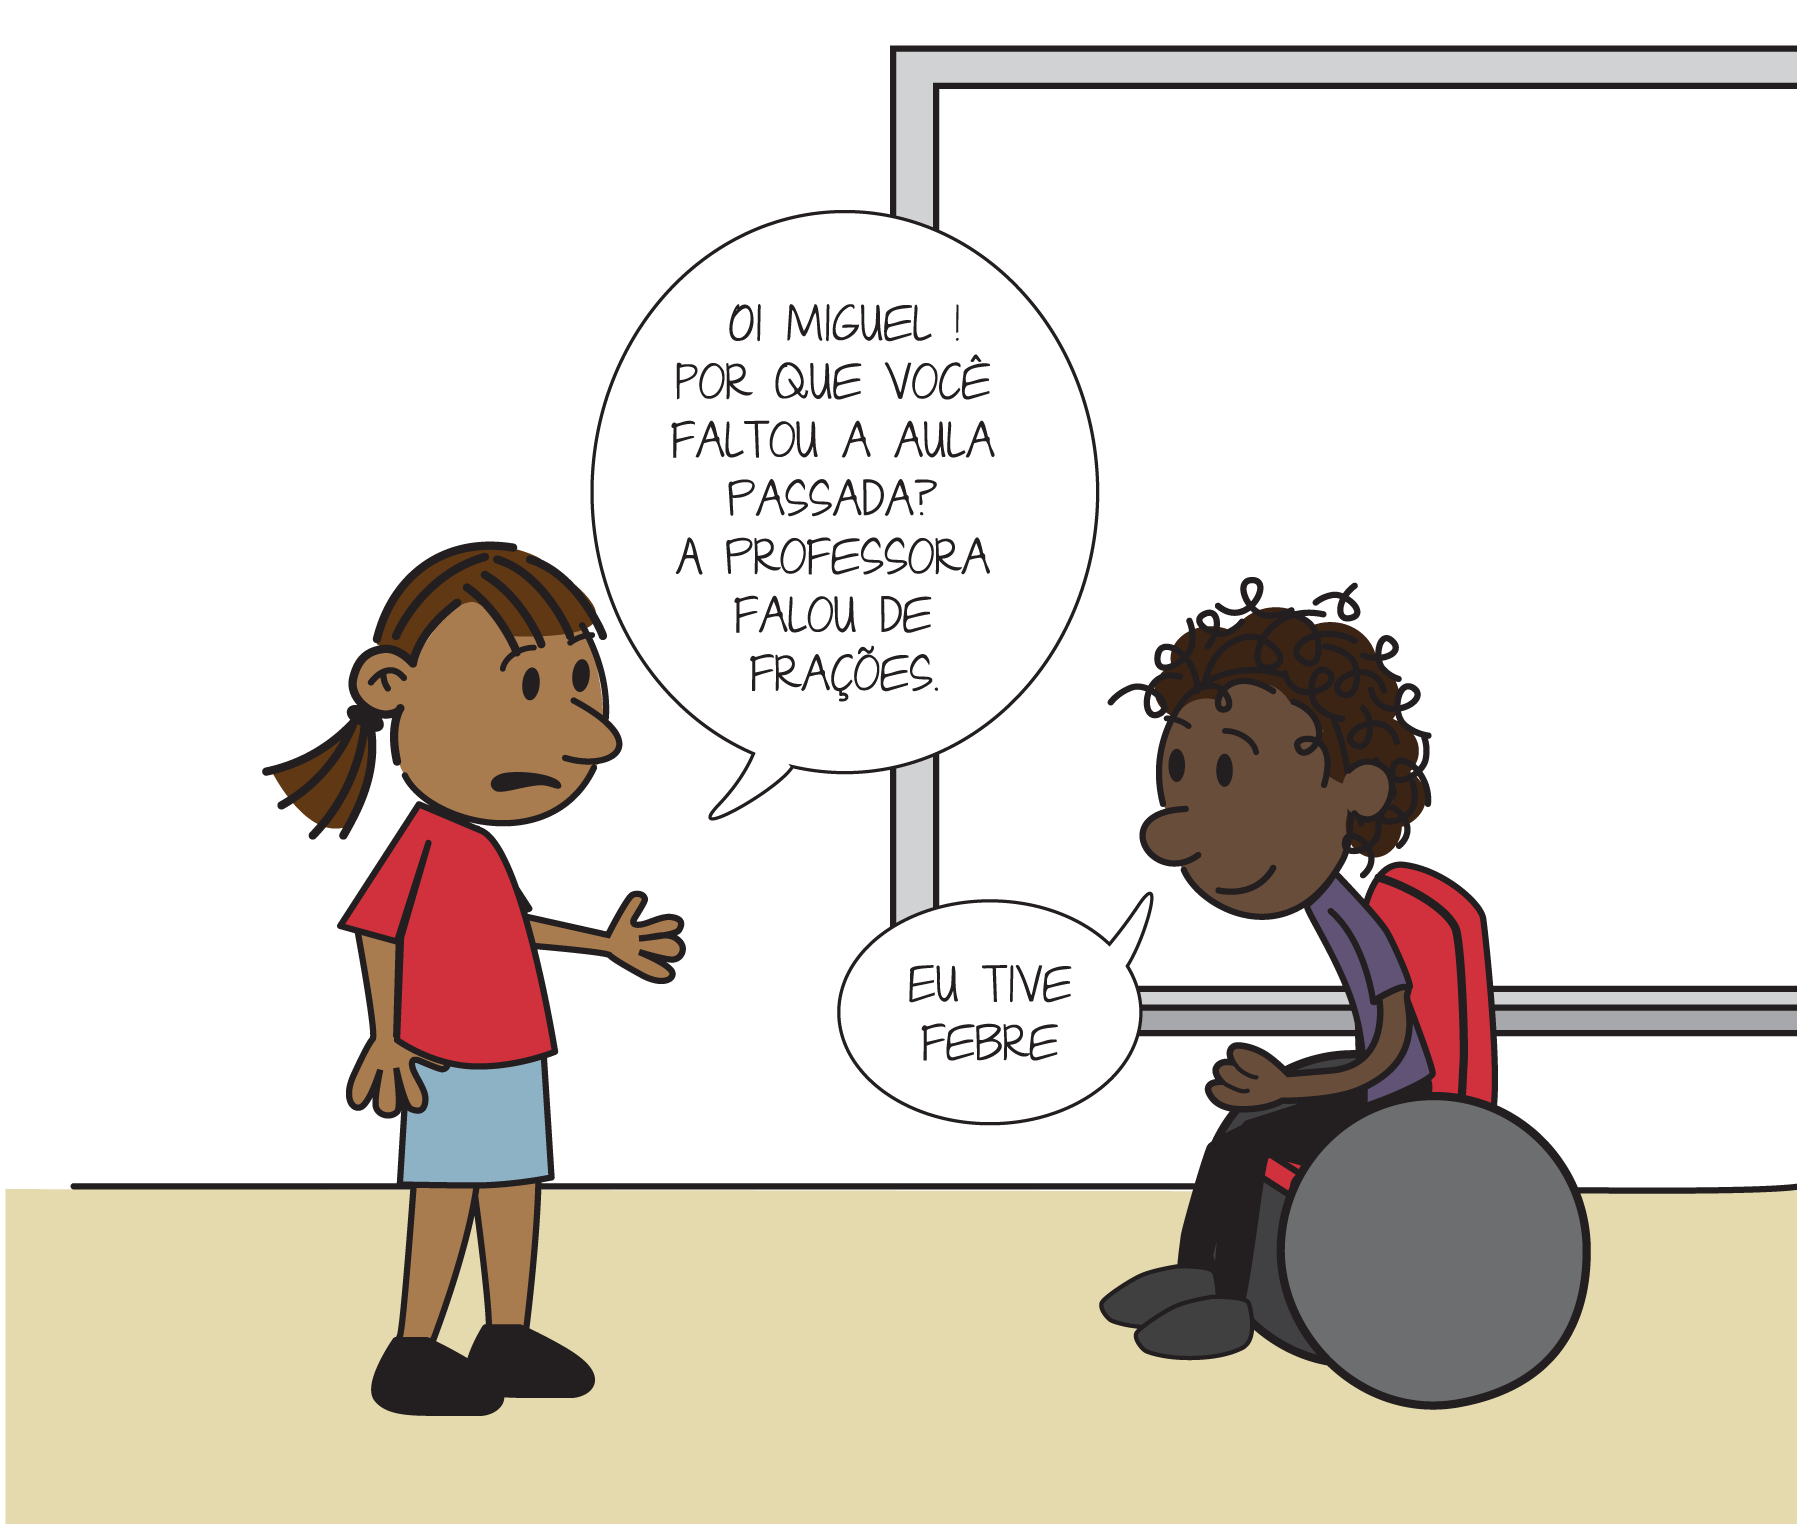 OI MIGUEL !
POR QUE VOCÊ
FALTOU A AULA
PASSADA?
A PROFESSORA
FALOU DE
FRAÇÕES.
EU TIVE
FEBRE